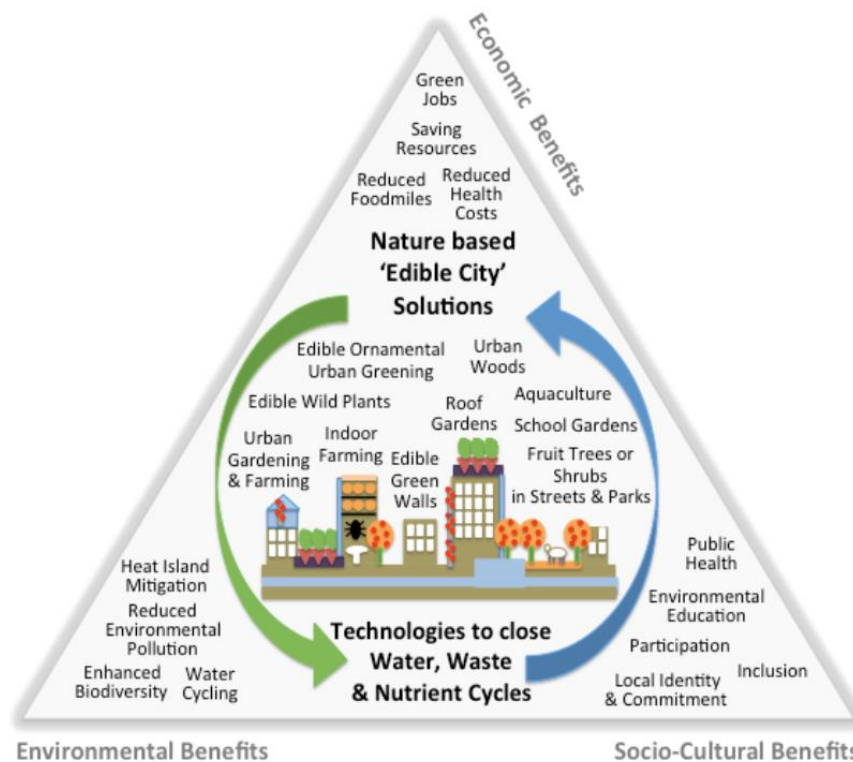 Economic Benefits
Green
Jobs
Saving
Resources
Reduced
Foodmiles
Reduced
Health
Costs
Nature based
‘Edible City’
Solutions
Edible Ornamental
Urban Greening
Urban
Woods
Edible Wild Plants
Roof
Gardens
Aquaculture
School Gardens
Urban
Gardening
& Farming
Indoor
Farming
Edible
Green
Walls
Fruit Trees or
Shrubs
in Streets & Parks
Heat Island
Mitigation
Reduced
Environmental
Pollution
Enhanced
Biodiversity
Water
Cycling
Technologies to close
Water, Waste
& Nutrient Cycles
Public
Health
Environmental
Education
Participation
Inclusion
Local Identity
& Commitment
Environmental Benefits
Socio-Cultural Benefits